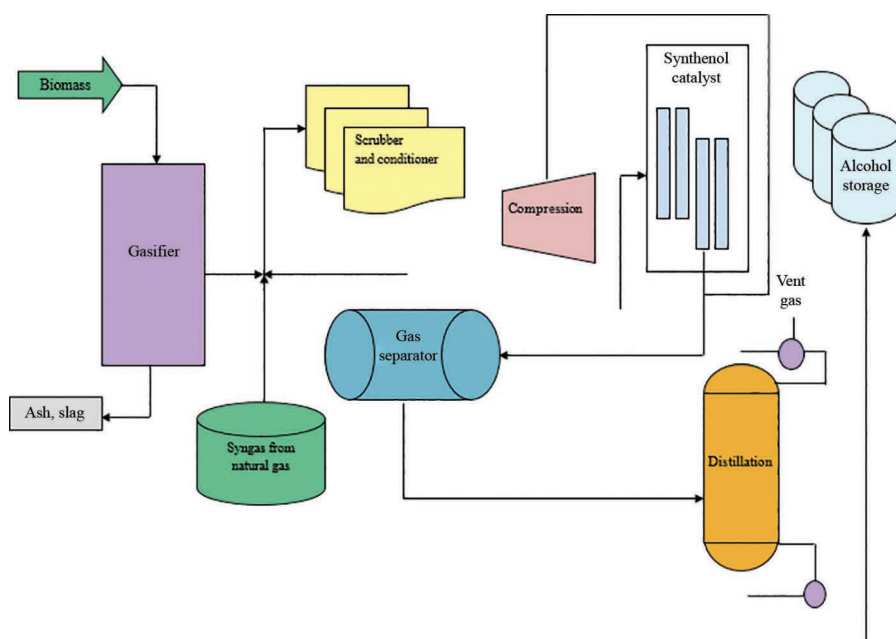 Biomass
Gasifier
Ash, slag
Syngas from
natural gas
Scrubber
and conditioner
Compression
Synthenol
catalyst
Gas
separator
Alcohol
storage
Vent
gas
Distillation